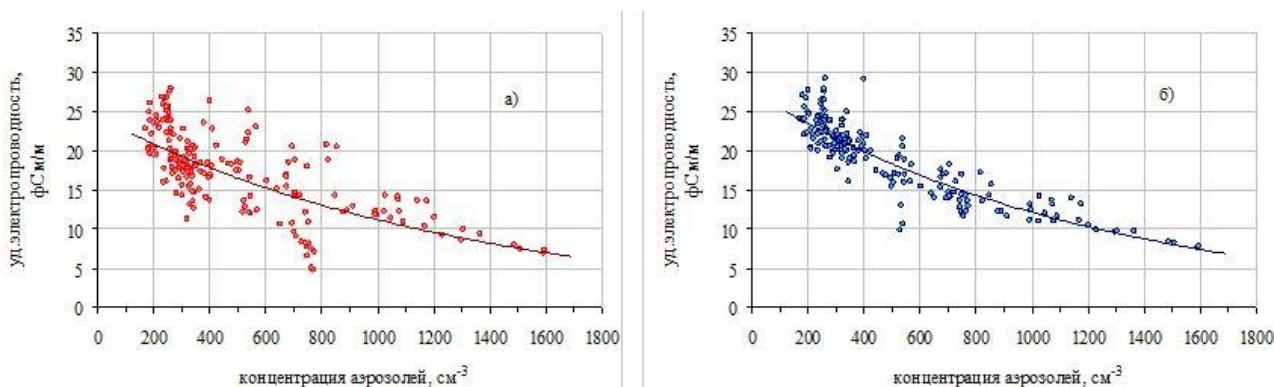 35
30
25
20
15
10
5
0
уд.электропроводность,
фСм/м
а)
0 200 400 600 800 1000 1200 1400 1600 1800
концентрация аэрозолей, см⁻³
35
30
25
20
15
10
5
0
уд.электропроводность,
фСм/м
б)
0 200 400 600 800 1000 1200 1400 1600 1800
концентрация аэрозолей, см⁻³